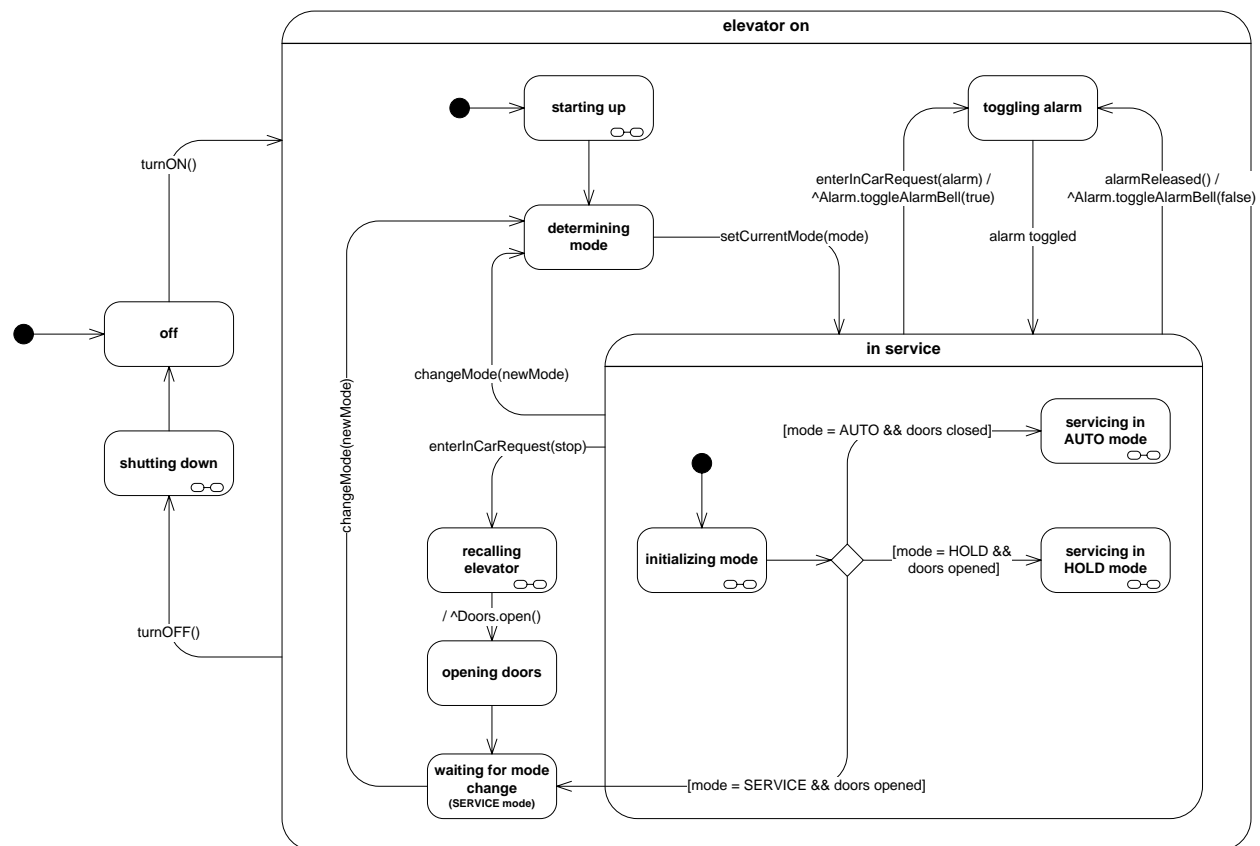 elevator on
starting up
toggling alarm
turnON()
enterInCarRequest(alarm) /
^Alarm.toggleAlarmBell(true)
alarmReleased() /
^Alarm.toggleAlarmBell(false)
determining
mode
setCurrentMode(mode)
alarm toggled
off
in service
changeMode(newMode)
changeMode(newMode)
[mode = AUTO && doors closed]
servicing in
AUTO mode
enterInCarRequest(stop)
shutting down
recalling
elevator
initializing mode
[mode = HOLD &&
doors opened]
servicing in
HOLD mode
/ ^Doors.open()
turnOFF()
opening doors
waiting for mode
change
(SERVICE mode)
[mode = SERVICE && doors opened]